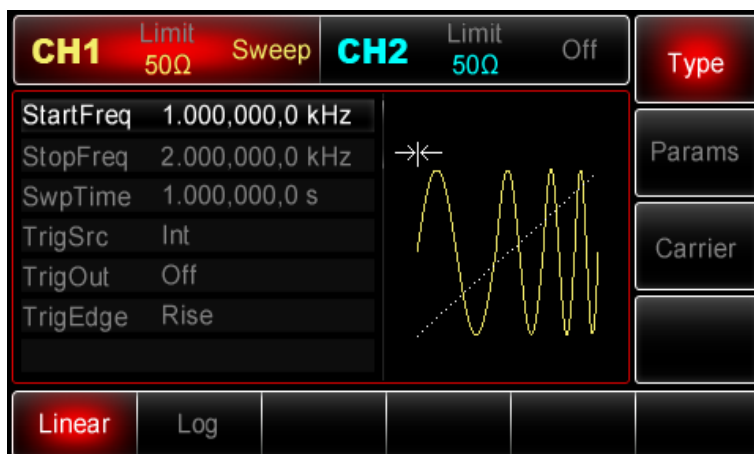 CH1 Limit 50Ω Sweep CH2 Limit 50Ω Off
Type
StartFreq 1.000,000,0 kHz
StopFreq 2.000,000,0 kHz
SwpTime 1.000,000,0 s
TrigSrc Int
TrigOut Off
TrigEdge Rise
Params
Carrier
Linear Log